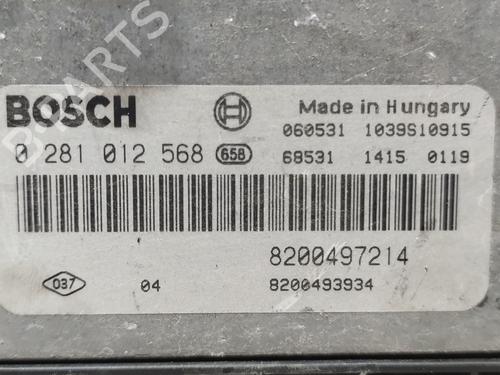 B-PARTS
BOSCH
Made in Hungary
060531 1039S10915
0 281 012 568 658
68531 1415 0119
8200497214
037 04 8200493934